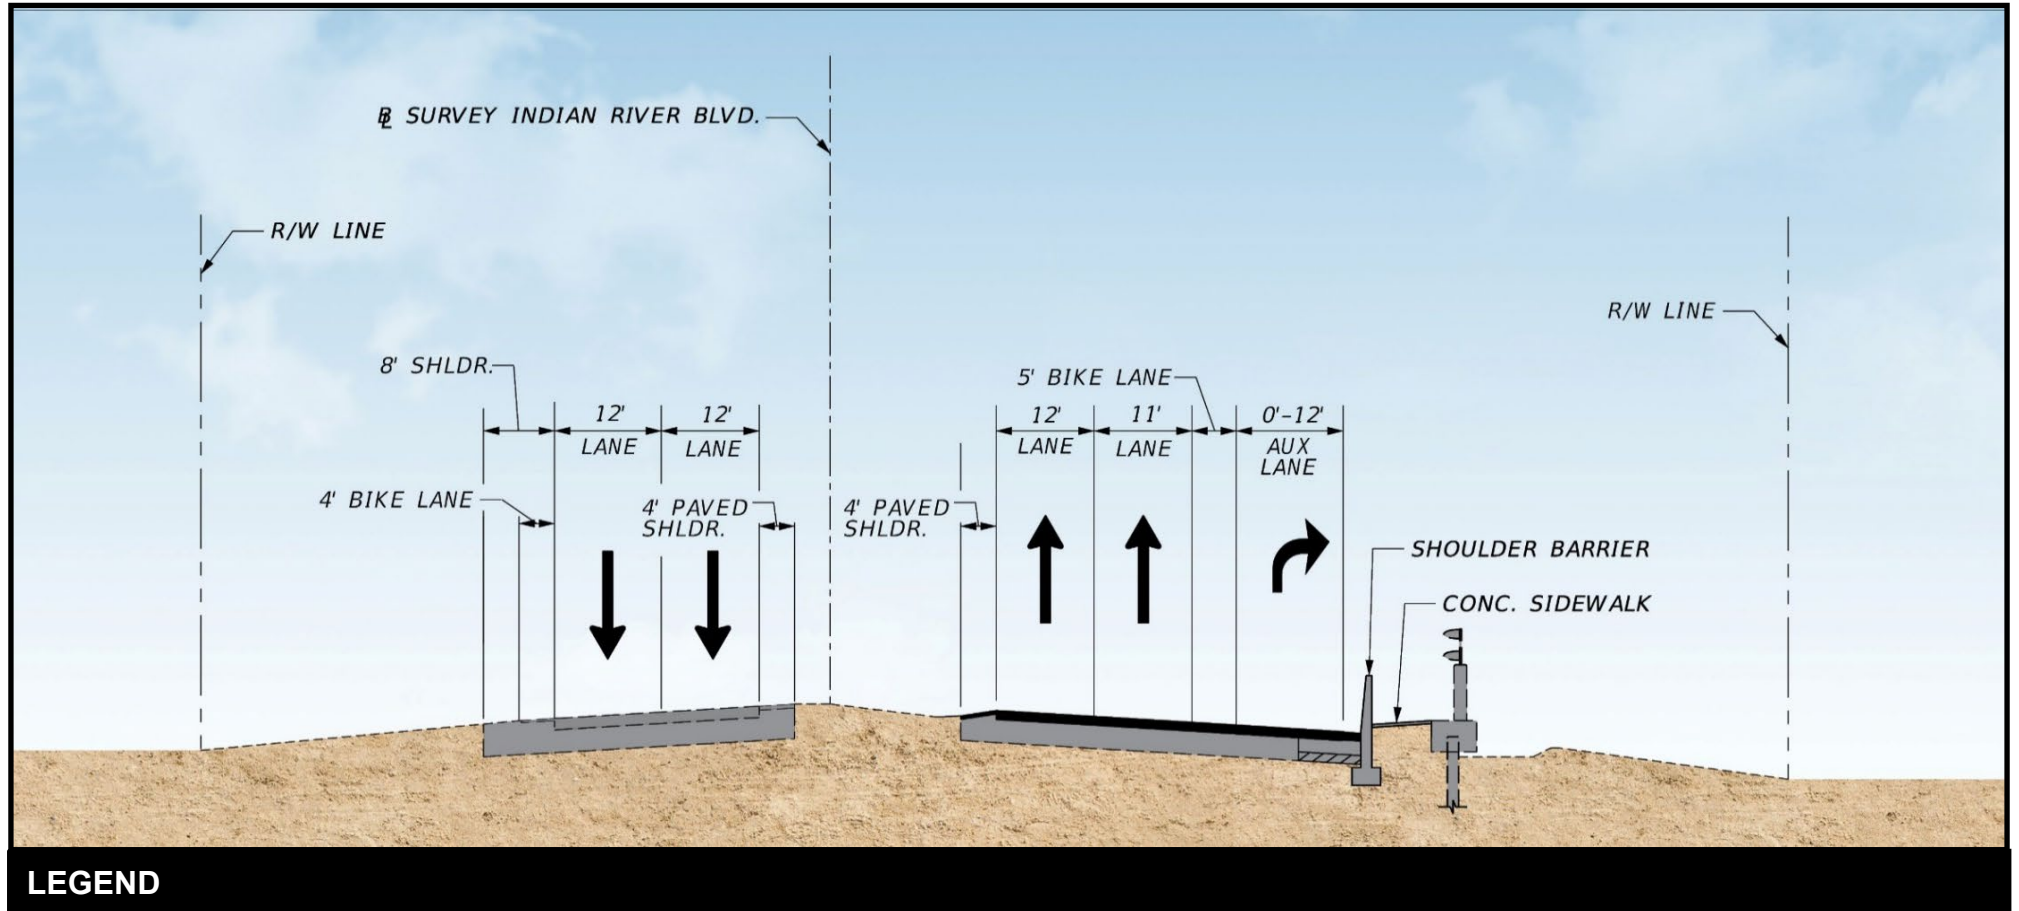 ℄ SURVEY INDIAN RIVER BLVD.
R/W LINE
R/W LINE
8' SHLDR.
5' BIKE LANE
12'
LANE
12'
LANE
12'
LANE
11'
LANE
0'-12'
AUX
LANE
4' BIKE LANE
4' PAVED
SHLDR.
4' PAVED
SHLDR.
SHOULDER BARRIER
CONC. SIDEWALK
LEGEND